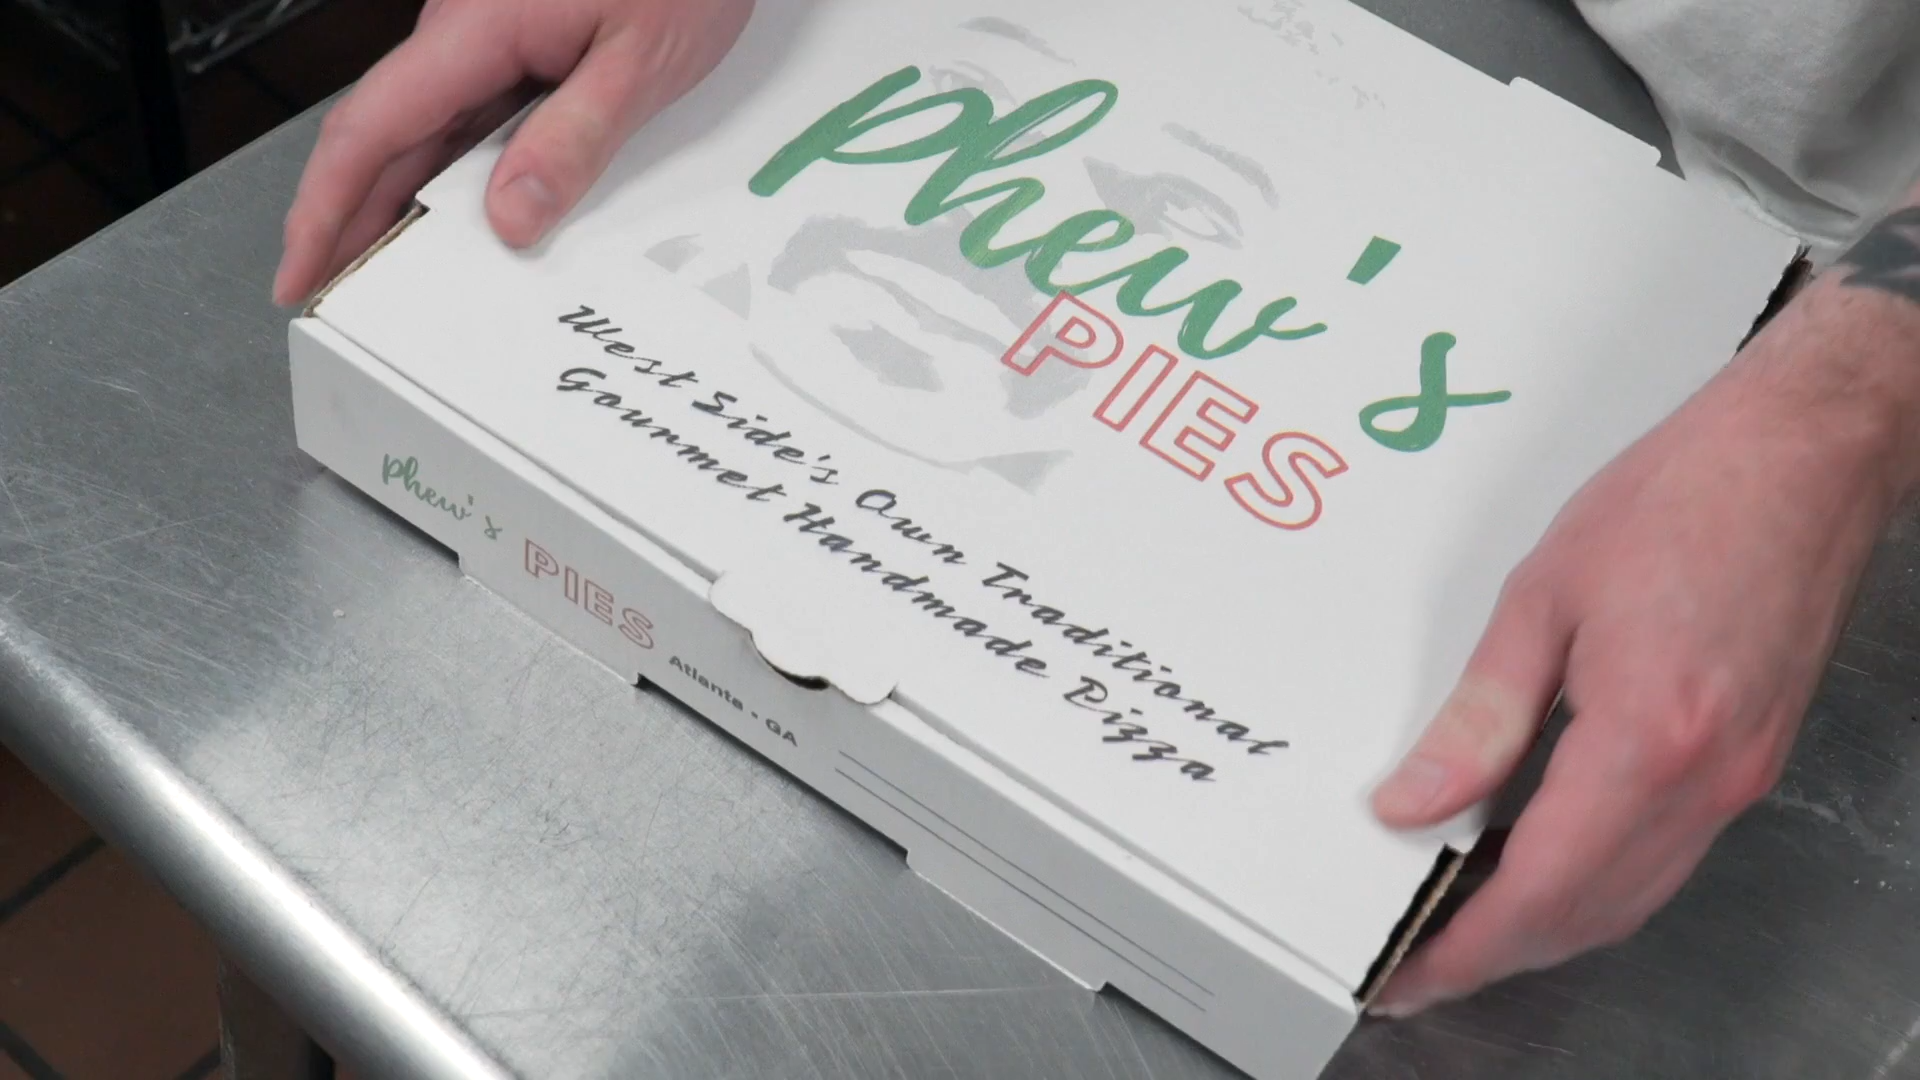 Phew's
PIES
West Side's Own Traditional
Gourmet Handmade Pizza
Phew's PIES Atlanta • GA